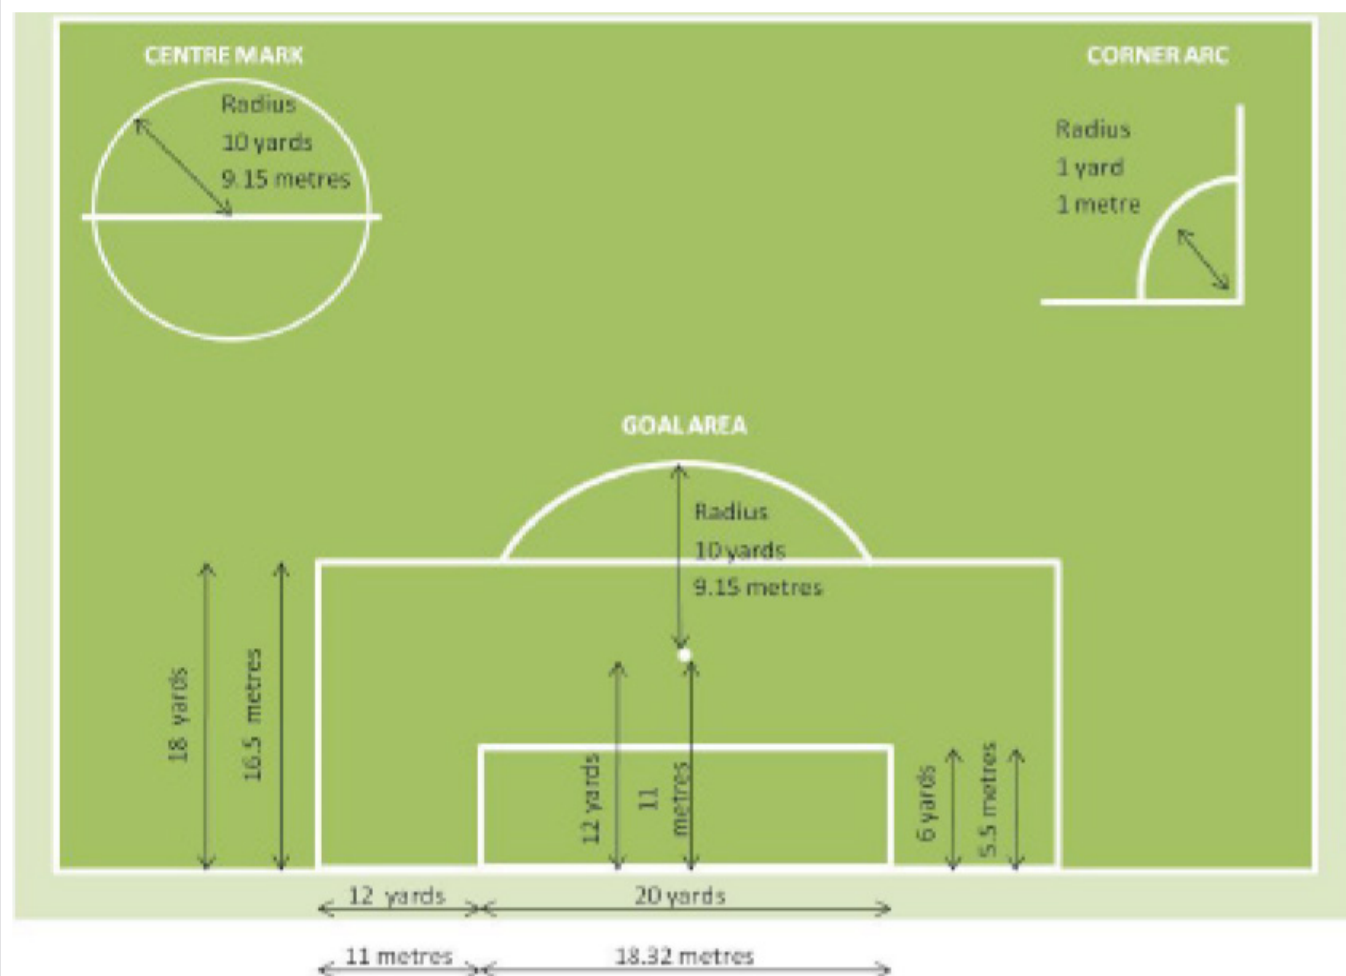 CENTRE MARK
Radius
10 yards
9.15 metres
CORNER ARC
Radius
1 yard
1 metre
GOAL AREA
Radius
10 yards
9.15 metres
18 yards
16.5 metres
12 yards
11
metres
6 yards
5.5 metres
12 yards
20 yards
11 metres
18.32 metres